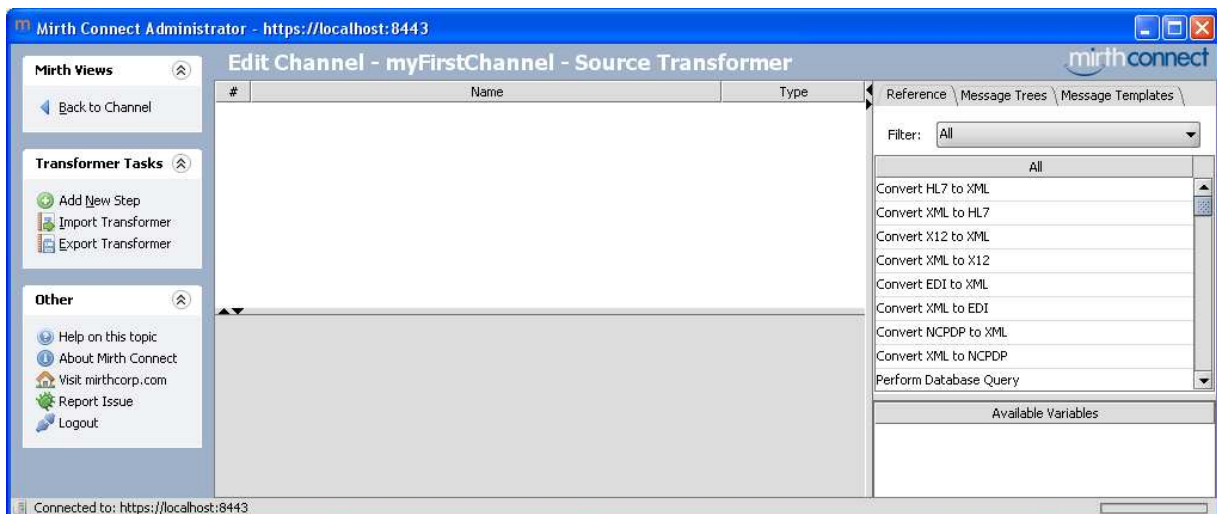 m Mirth Connect Administrator - https://localhost:8443
Mirth Views
Back to Channel
Transformer Tasks
Add New Step
Import Transformer
Export Transformer
Other
Help on this topic
About Mirth Connect
Visit mirthcorp.com
Report Issue
Logout
Edit Channel - myFirstChannel - Source Transformer
mirthconnect
# Name Type
Reference Message Trees Message Templates
Filter: All
All
Convert HL7 to XML
Convert XML to HL7
Convert X12 to XML
Convert XML to X12
Convert EDI to XML
Convert XML to EDI
Convert NCPDP to XML
Convert XML to NCPDP
Perform Database Query
Available Variables
Connected to: https://localhost:8443